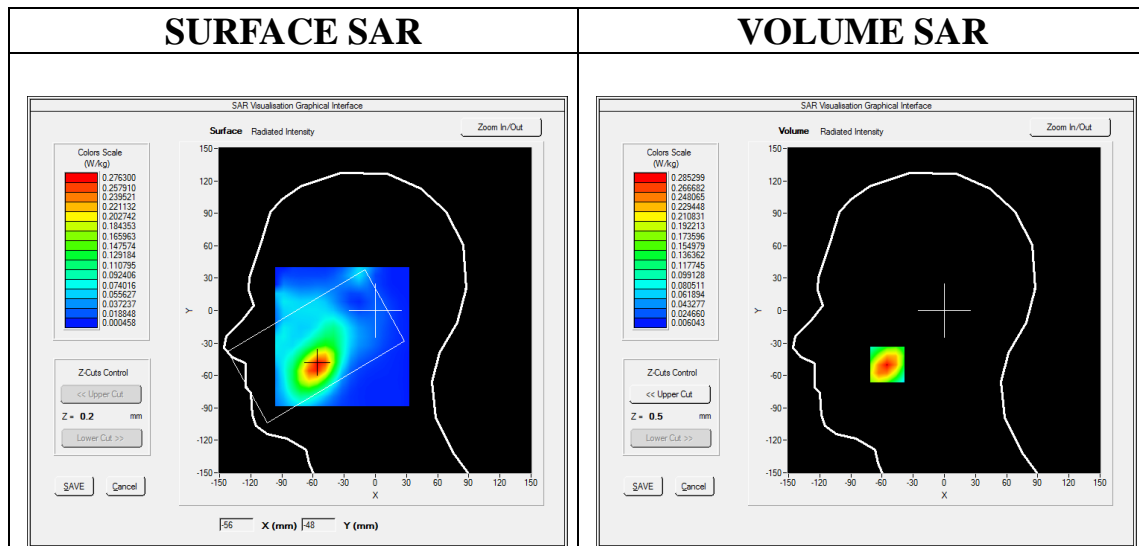 SURFACE SAR
VOLUME SAR
SAR Visualisation Graphical Interface
Surface Radiated Intensity
Zoom In/Out
Colors Scale
(W/kg)
0.276300
0.257910
0.239521
0.221132
0.202742
0.184353
0.165963
0.147574
0.129184
0.110795
0.092406
0.074016
0.055627
0.037237
0.018848
0.000458
Z-Cuts Control
<< Upper Cut
Z = 0.2 mm
Lower Cut >>
SAVE Cancel
150
120
90
60
30
0
-30
-60
-90
-120
-150
Y
-150 -120 -90 -60 -30 0 30 60 90 120 150
X
-56 X (mm) -48 Y (mm)
SAR Visualisation Graphical Interface
Volume Radiated Intensity
Zoom In/Out
Colors Scale
(W/kg)
0.285299
0.266682
0.248065
0.229448
0.210831
0.192213
0.173596
0.154979
0.136362
0.117745
0.099128
0.080511
0.061894
0.043277
0.024660
0.006043
Z-Cuts Control
<< Upper Cut
Z = 0.5 mm
Lower Cut >>
SAVE Cancel
150
120
90
60
30
0
-30
-60
-90
-120
-150
Y
-150 -120 -90 -60 -30 0 30 60 90 120 150
X